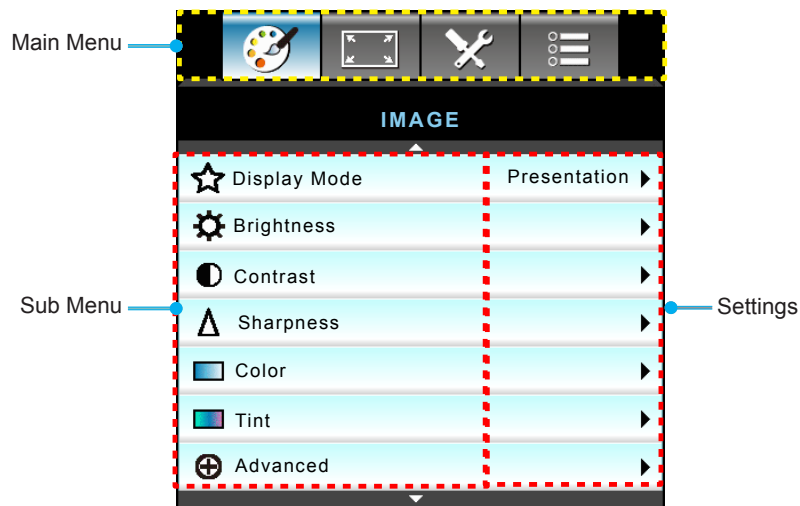 Main Menu
IMAGE
Display Mode Presentation
Brightness
Contrast
Sub Menu
Sharpness
Settings
Color
Tint
Advanced